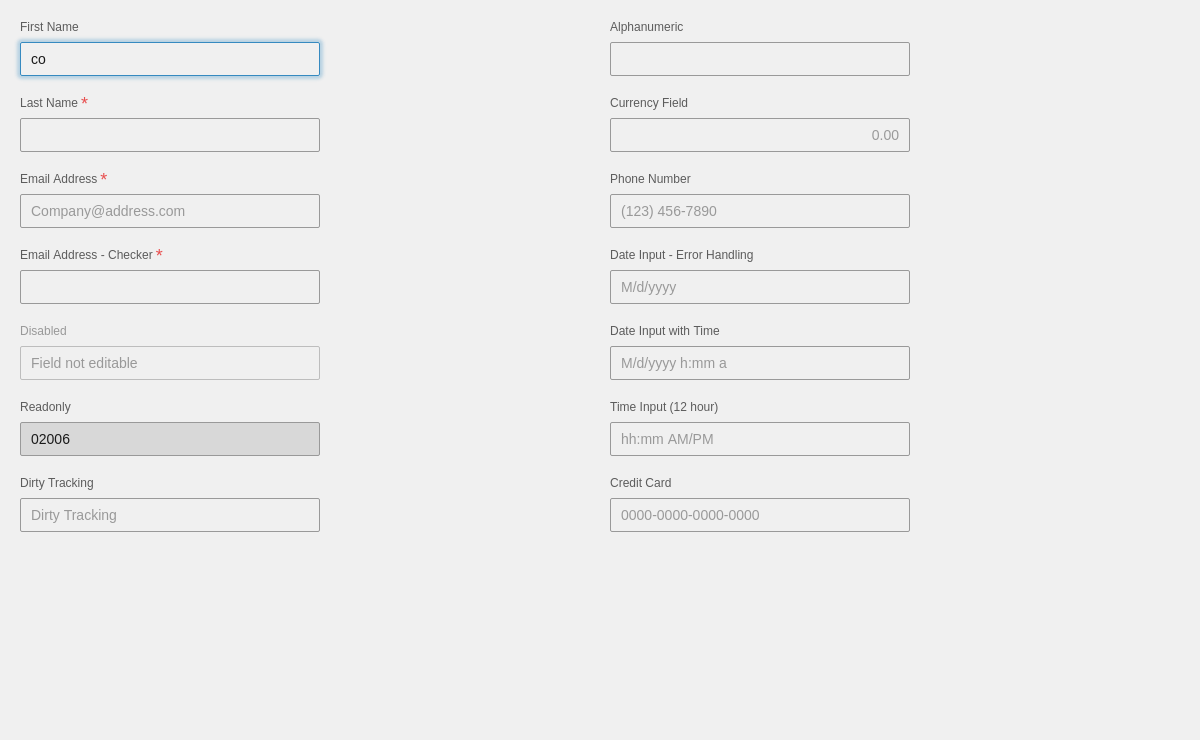 First Name
co
Last Name *
Email Address *
Company@address.com
Email Address - Checker *
Disabled
Field not editable
Readonly
02006
Dirty Tracking
Dirty Tracking
Alphanumeric
Currency Field
0.00
Phone Number
(123) 456-7890
Date Input - Error Handling
M/d/yyyy
Date Input with Time
M/d/yyyy h:mm a
Time Input (12 hour)
hh:mm AM/PM
Credit Card
0000-0000-0000-0000